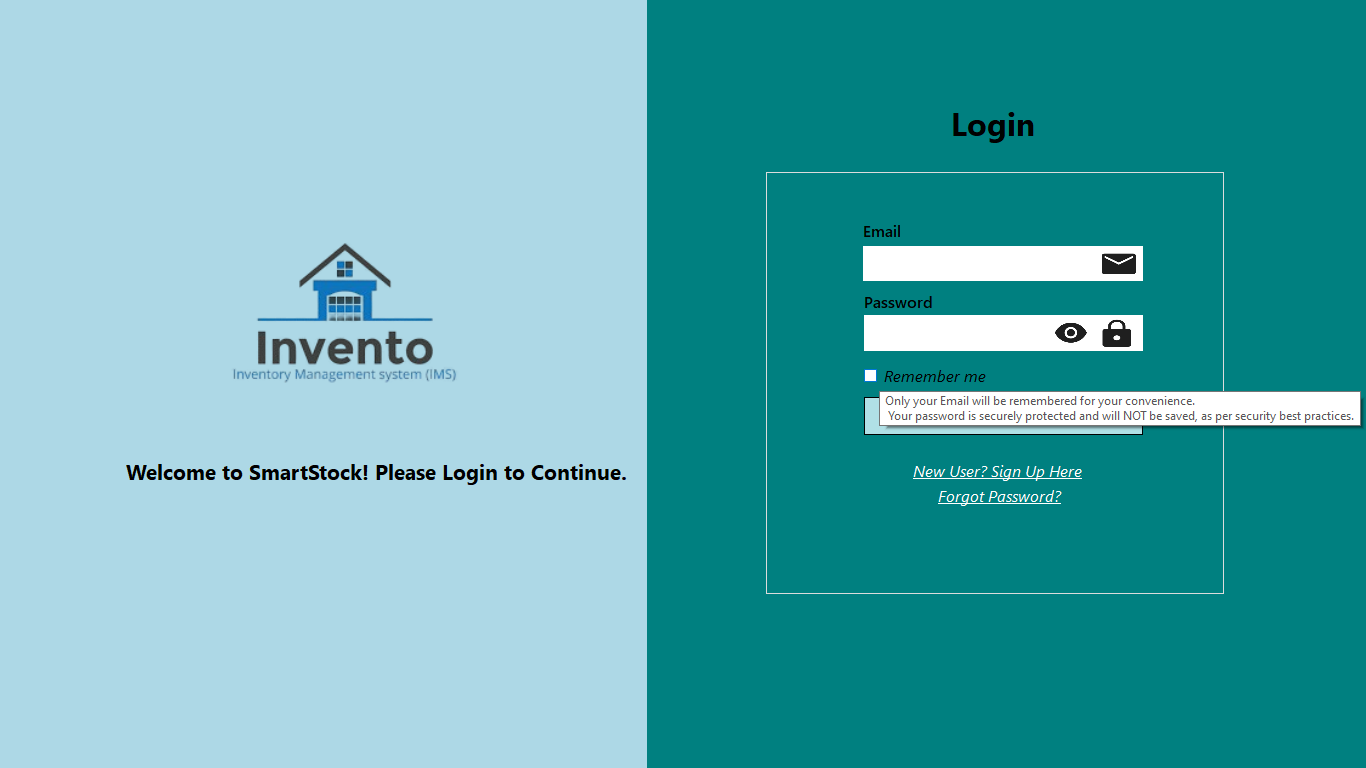 Invento
Inventory Management system (IMS)
Welcome to SmartStock! Please Login to Continue.
Login
Email
Password
Remember me
Only your Email will be remembered for your convenience.
Your password is securely protected and will NOT be saved, as per security best practices.
New User? Sign Up Here
Forgot Password?